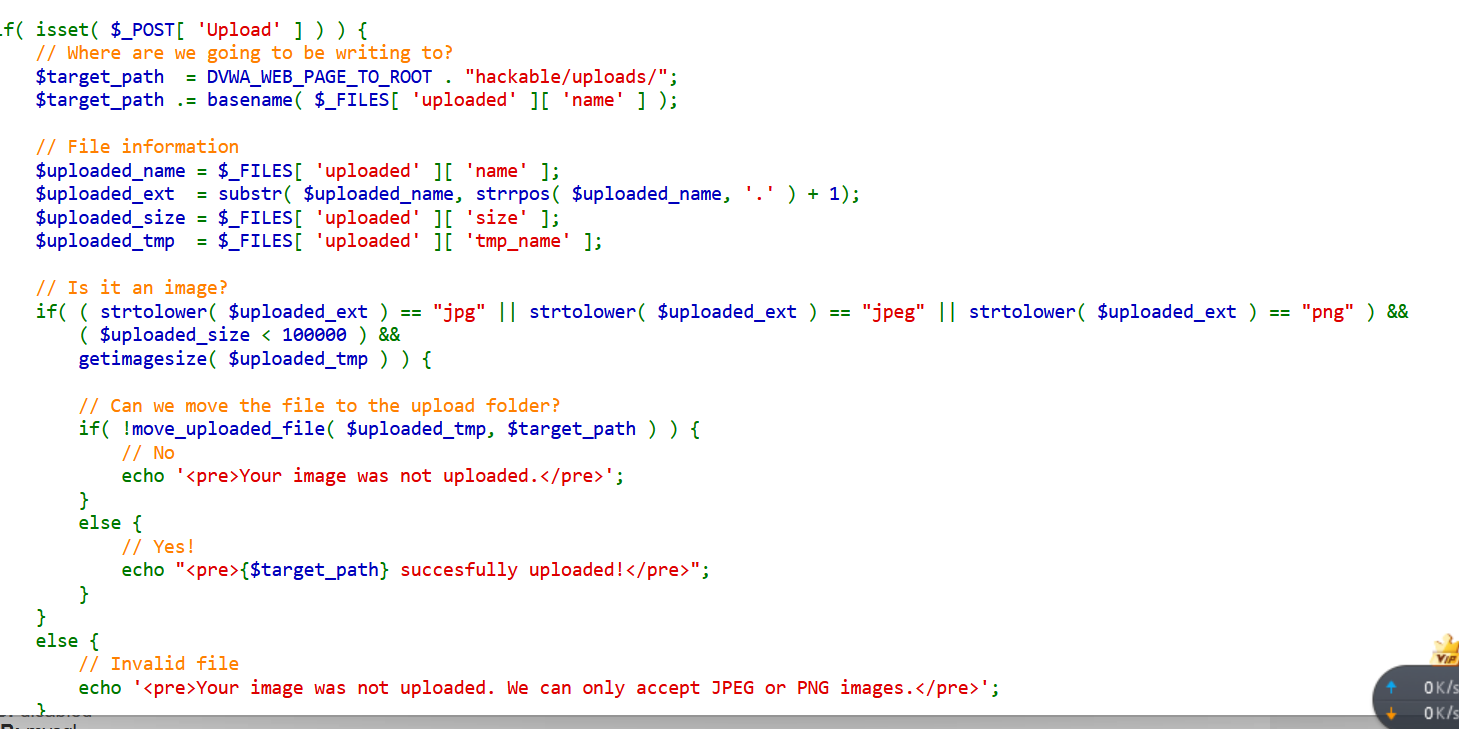 if( isset( $_POST[ 'Upload' ] ) ) {
// Where are we going to be writing to?
$target_path  = DVWA_WEB_PAGE_TO_ROOT . "hackable/uploads/";
$target_path .= basename( $_FILES[ 'uploaded' ][ 'name' ] );
// File information
$uploaded_name = $_FILES[ 'uploaded' ][ 'name' ];
$uploaded_ext  = substr( $uploaded_name, strrpos( $uploaded_name, '.' ) + 1);
$uploaded_size = $_FILES[ 'uploaded' ][ 'size' ];
$uploaded_tmp  = $_FILES[ 'uploaded' ][ 'tmp_name' ];
// Is it an image?
if( ( strtolower( $uploaded_ext ) == "jpg" || strtolower( $uploaded_ext ) == "jpeg" || strtolower( $uploaded_ext ) == "png" ) &&
( $uploaded_size < 100000 ) &&
getimagesize( $uploaded_tmp ) ) {
// Can we move the file to the upload folder?
if( !move_uploaded_file( $uploaded_tmp, $target_path ) ) {
// No
echo '<pre>Your image was not uploaded.</pre>';
}
else {
// Yes!
echo "<pre>{$target_path} succesfully uploaded!</pre>";
}
}
else {
// Invalid file
echo '<pre>Your image was not uploaded. We can only accept JPEG or PNG images.</pre>';
}
VIP
0K/s
0K/s